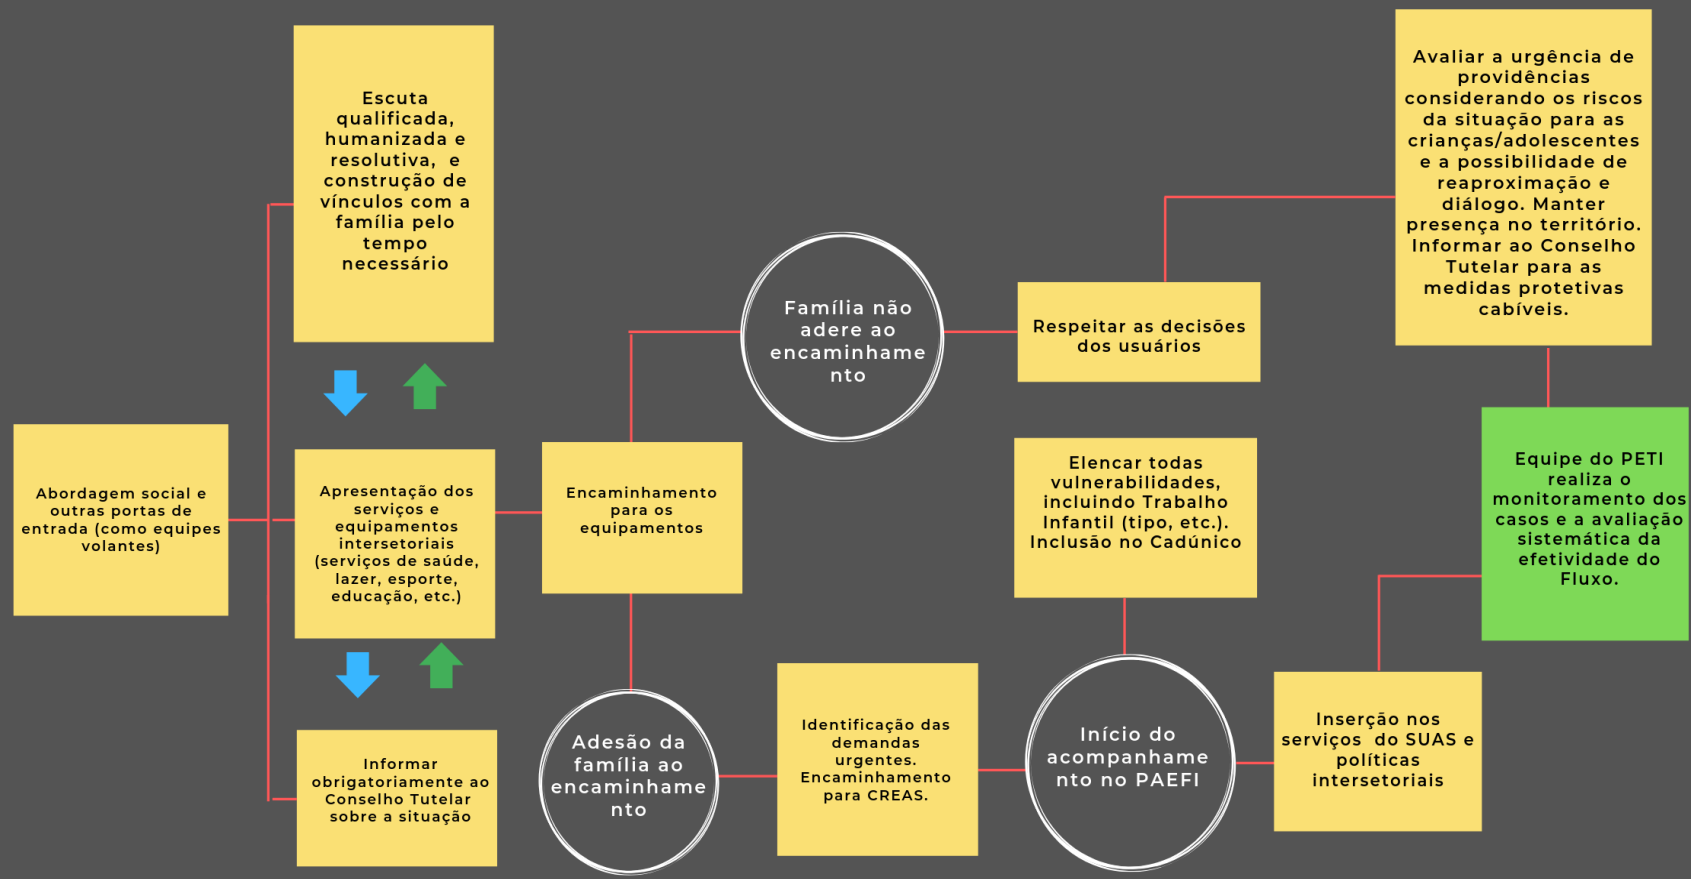 Escuta
qualificada,
humanizada e
resolutiva, e
construção de
vínculos com a
família pelo
tempo
necessário
Abordagem social e
outras portas de
entrada (como equipes
volantes)
Apresentação dos
serviços e
equipamentos
intersetoriais
(serviços de saúde,
lazer, esporte,
educação, etc.)
Informar
obrigatoriamente ao
Conselho Tutelar
sobre a situação
Encaminhamento
para os
equipamentos
Família não
adere ao
encaminhame
nto
Respeitar as decisões
dos usuários
Avaliar a urgência de
providências
considerando os riscos
da situação para as
crianças/adolescentes
e a possibilidade de
reaproximação e
diálogo. Manter
presença no território.
Informar ao Conselho
Tutelar para as
medidas protetivas
cabíveis.
Adesão da
família ao
encaminhame
nto
Identificação das
demandas
urgentes.
Encaminhamento
para CREAS.
Elencar todas
vulnerabilidades,
incluindo Trabalho
Infantil (tipo, etc.).
Inclusão no Cadúnico
Início do
acompanhame
nto no PAEFI
Inserção nos
serviços do SUAS e
políticas
intersetoriais
Equipe do PETI
realiza o
monitoramento dos
casos e a avaliação
sistemática da
efetividade do
Fluxo.